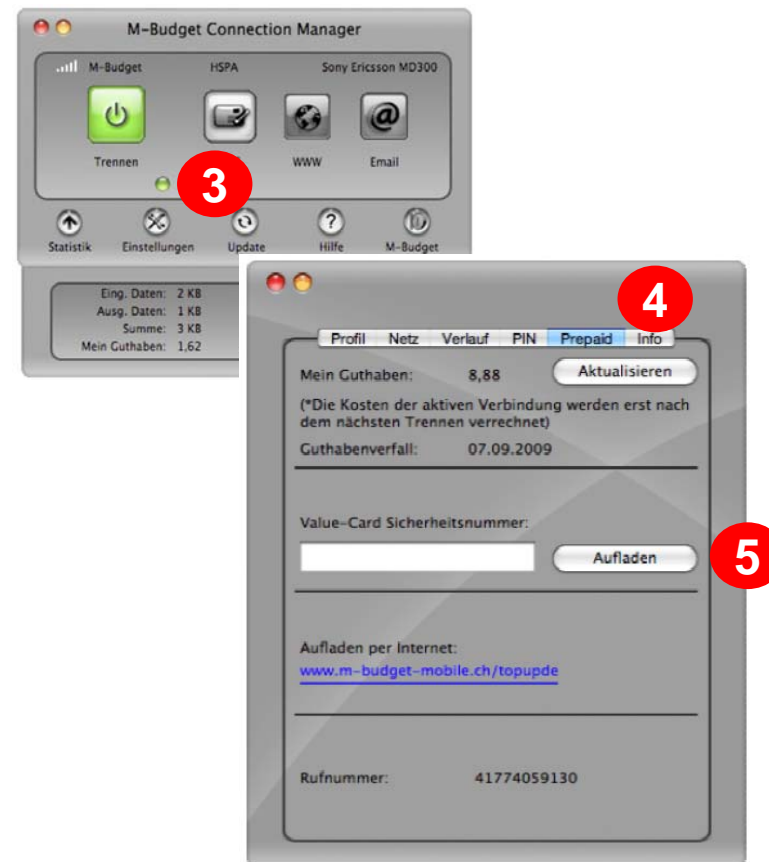 M-Budget Connection Manager
M-Budget HSPA Sony Ericsson MD300
Trennen WWW Email
3
Statistik Einstellungen Update Hilfe M-Budget
Eing. Daten: 2 KB
Ausg. Daten: 1 KB
Summe: 3 KB
Mein Guthaben: 1,62
4
Profil Netz Verlauf PIN Prepaid Info
Mein Guthaben: 8,88 Aktualisieren
(*Die Kosten der aktiven Verbindung werden erst nach
dem nächsten Trennen verrechnet)
Guthabenverfall: 07.09.2009
Value-Card Sicherheitsnummer:
Aufladen
5
Aufladen per Internet:
www.m-budget-mobile.ch/topupde
Rufnummer: 41774059130